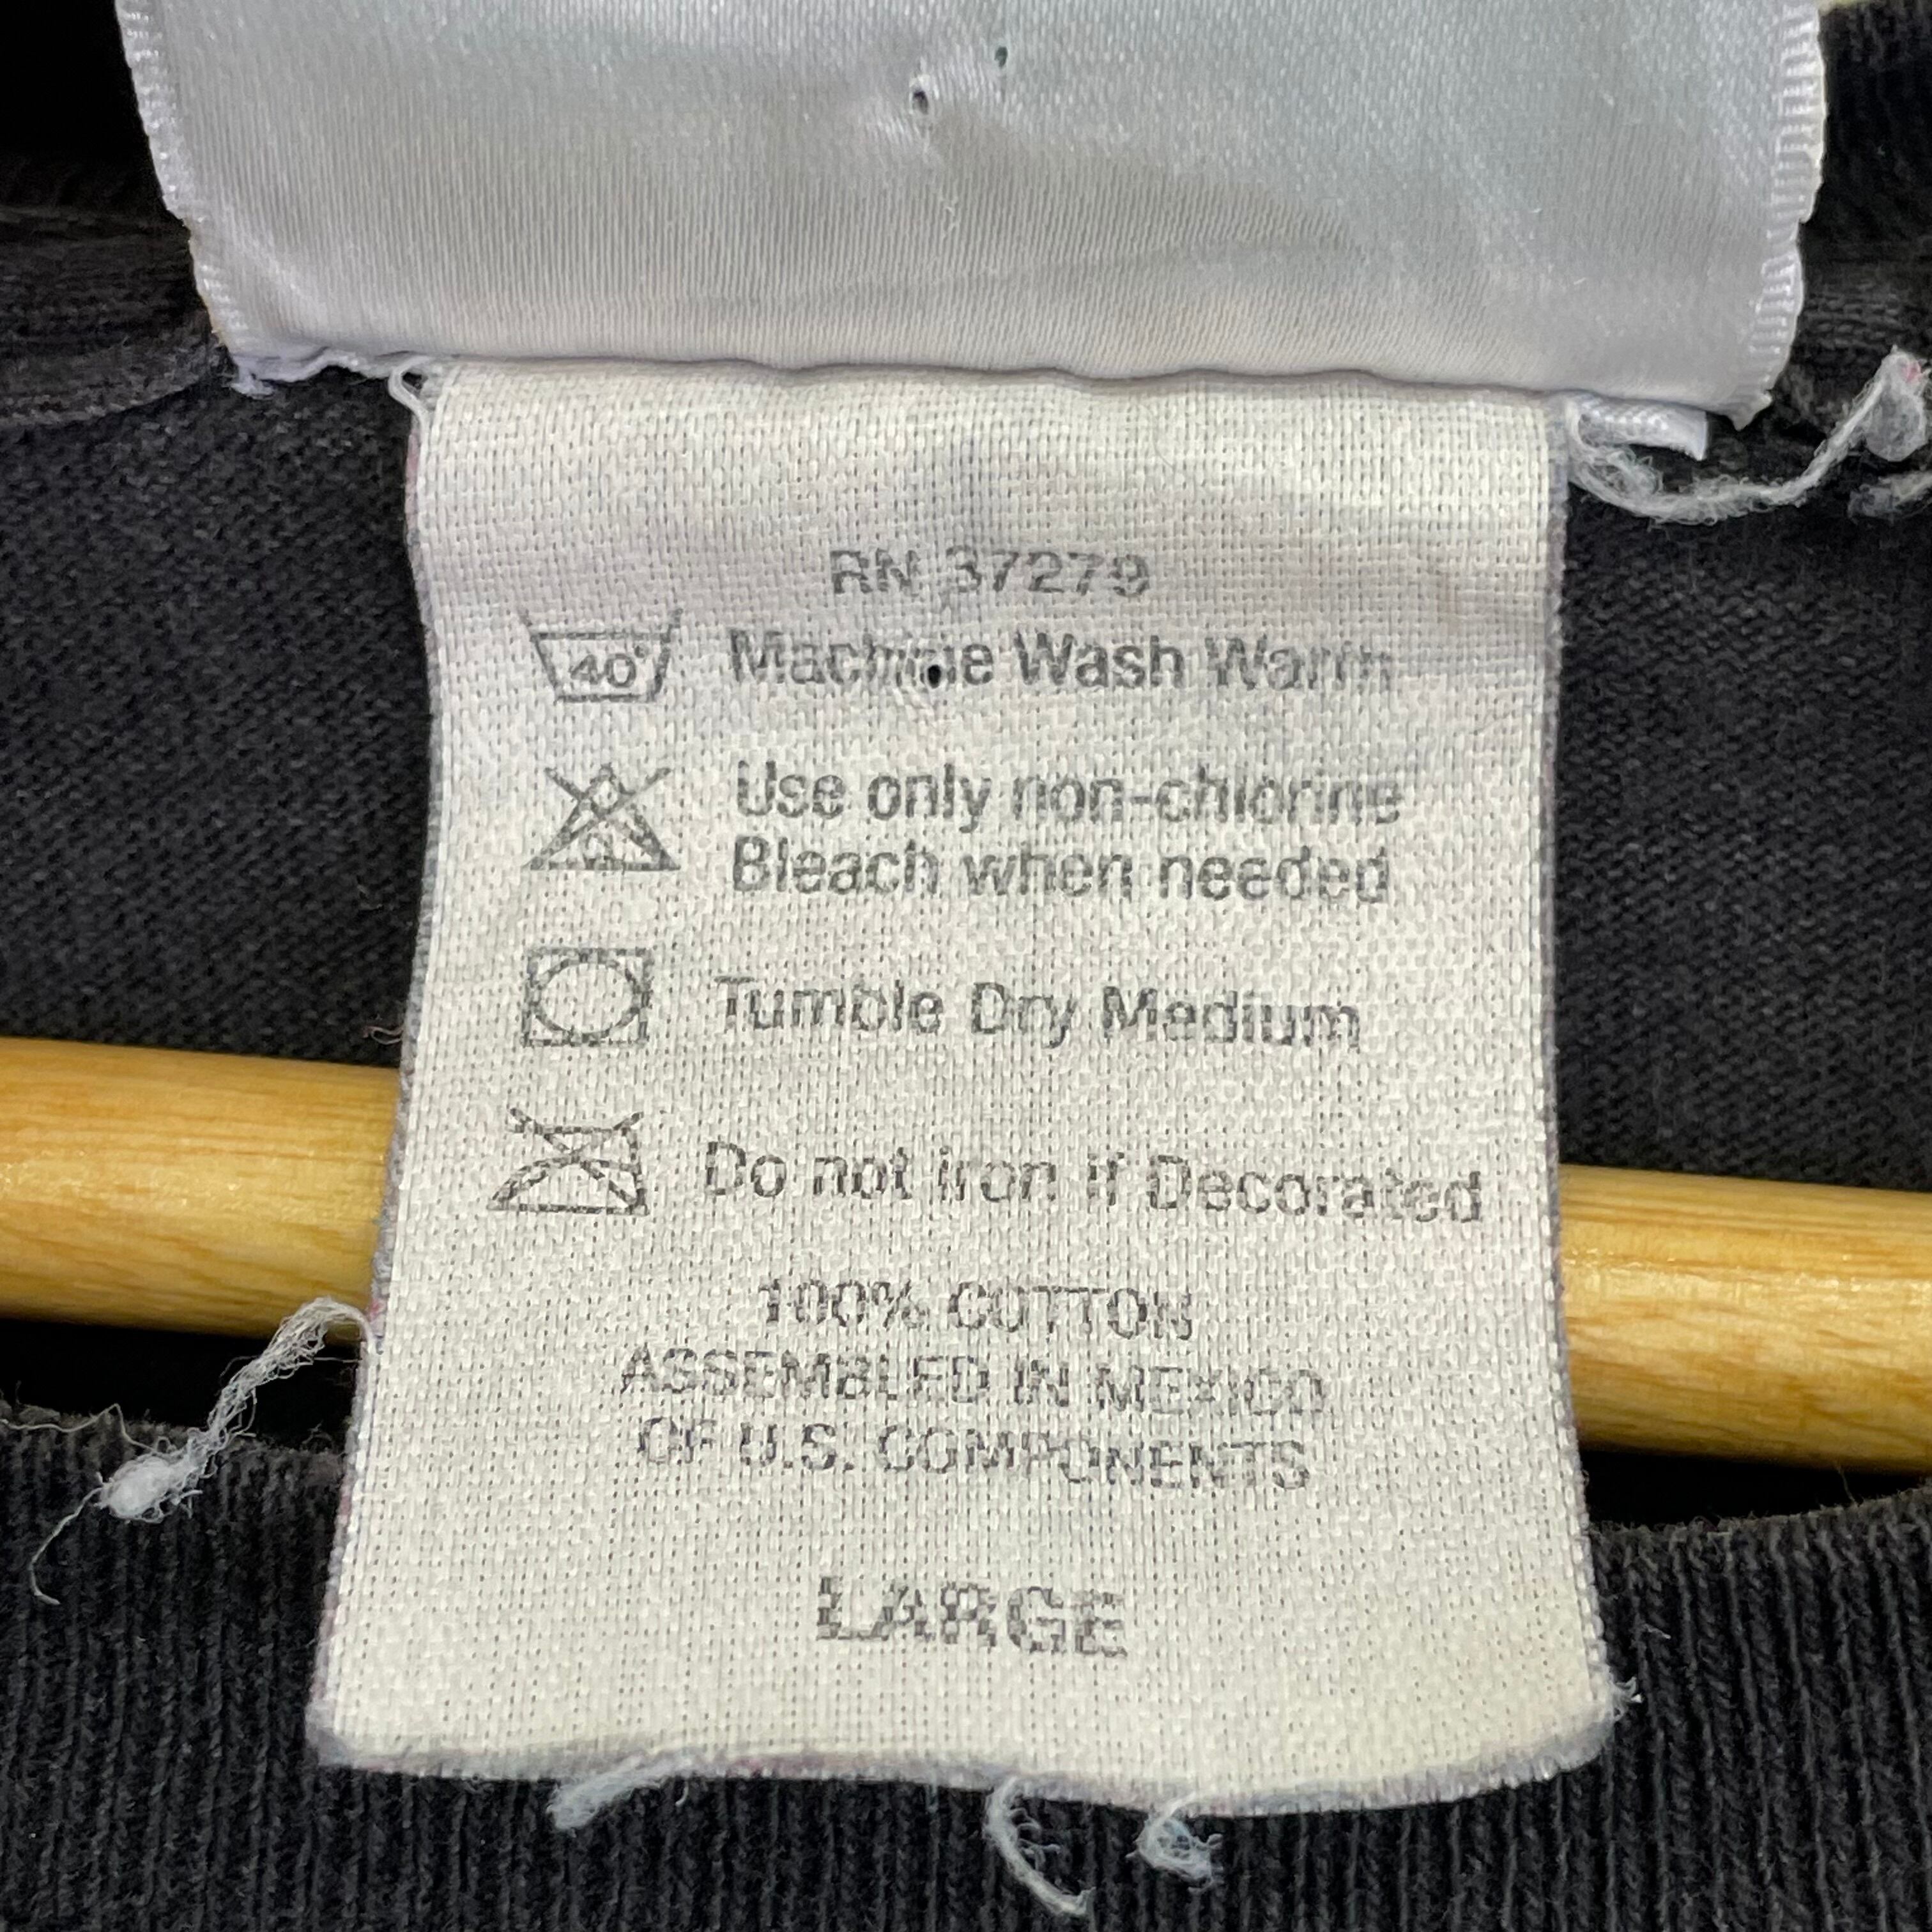 RN 37279
40° Machine Wash Warm
Use only non-chlorine
Bleach when needed
Tumble Dry Medium
Do not iron if Decorated
100% COTTON
ASSEMBLED IN MEXICO
OF U.S. COMPONENTS
LARGE